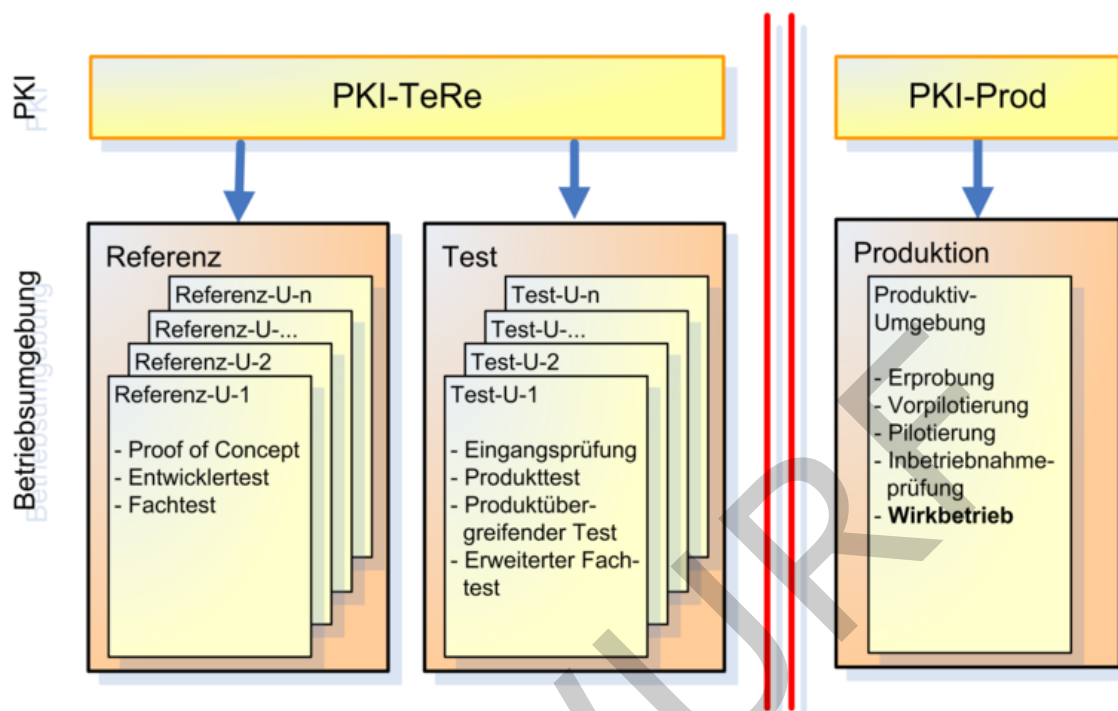 PKI
PKI-TeRe
PKI-Prod
Betriebsumgebung
Referenz
Referenz-U-n
Referenz-U-...
Referenz-U-2
Referenz-U-1
- Proof of Concept
- Entwicklertest
- Fachtest
Test
Test-U-n
Test-U-...
Test-U-2
Test-U-1
- Eingangsprüfung
- Produkttest
- Produktüber-
greifender Test
- Erweiterter Fach-
test
Produktion
Produktiv-
Umgebung
- Erprobung
- Vorpilotierung
- Pilotierung
- Inbetriebnahme-
prüfung
- Wirkbetrieb